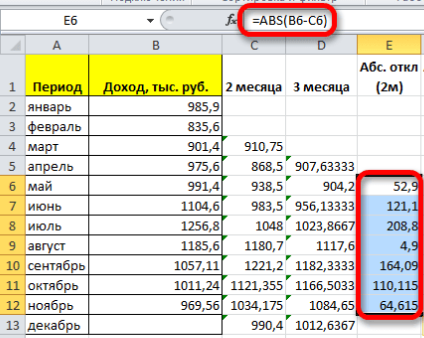 E6 fx =ABS(B6-C6)
A B C D E
Абс. откл
1 Период Доход, тыс. руб. 2 месяца 3 месяца (2м)
2 январь 985,9
3 февраль 835,6
4 март 901,4 910,75
5 апрель 975,6 868,5 907,63333
6 май 991,4 938,5 904,2 52,9
7 июнь 1104,6 983,5 956,13333 121,1
8 июль 1256,8 1048 1023,8667 208,8
9 август 1185,6 1180,7 1117,6 4,9
10 сентябрь 1057,11 1221,2 1182,3333 164,09
11 октябрь 1011,24 1121,355 1166,5033 110,115
12 ноябрь 969,56 1034,175 1084,65 64,615
13 декабрь 990,4 1012,6367